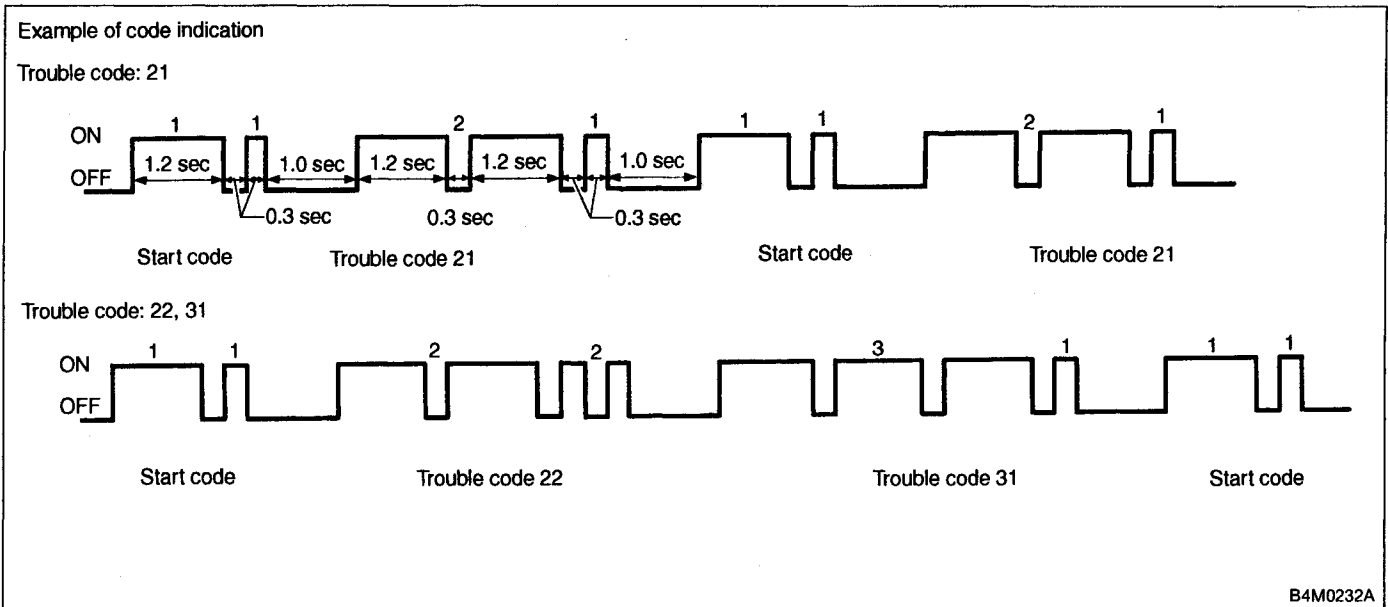 Example of code indication
Trouble code: 21
ON
OFF
1 1 2 1 1 1 2 1
1.2 sec 1.0 sec 1.2 sec 1.2 sec 1.0 sec
0.3 sec 0.3 sec 0.3 sec
Start code Trouble code 21 Start code Trouble code 21
Trouble code: 22, 31
ON
OFF
1 1 2 2 3 1 1 1
Start code Trouble code 22 Trouble code 31 Start code
B4M0232A